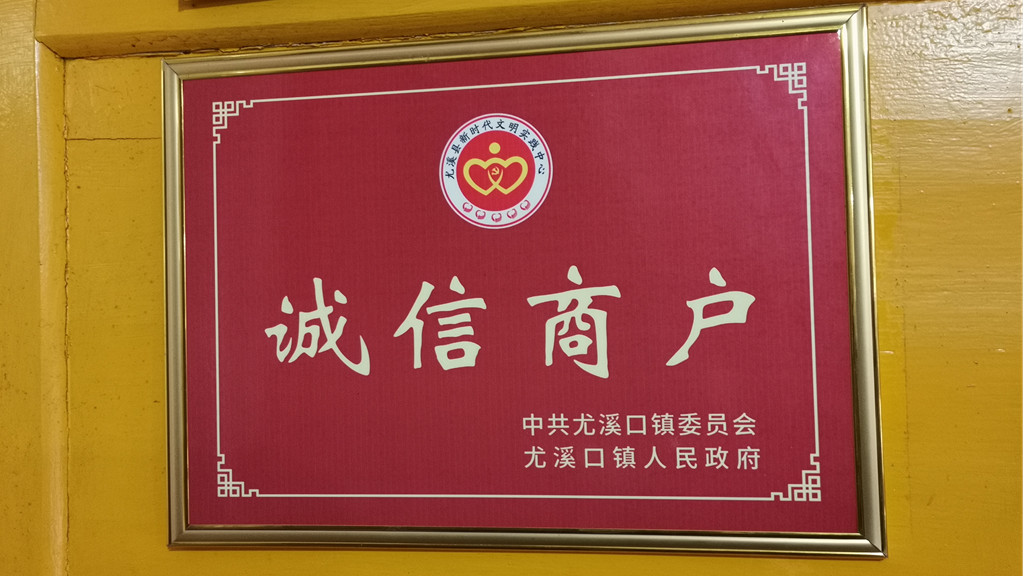 尤溪县新时代文明实践中心
诚信商户
中共尤溪口镇委员会
尤溪口镇人民政府